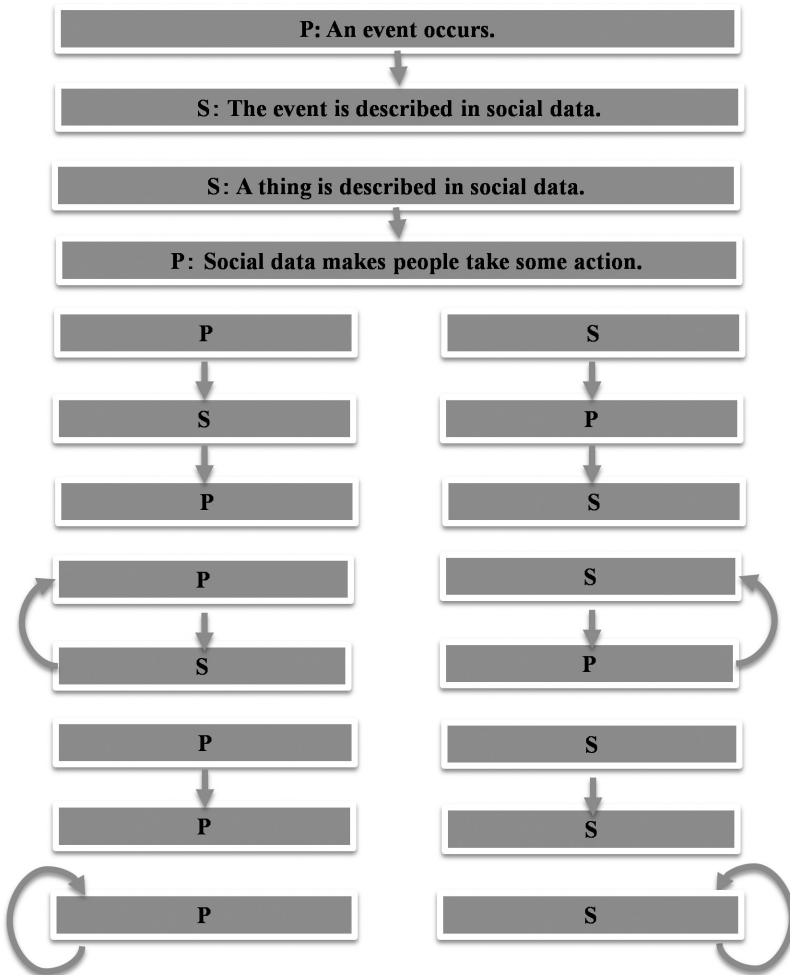 P: An event occurs.
S: The event is described in social data.
S: A thing is described in social data.
P: Social data makes people take some action.
P
S
S
P
P
S
P
S
S
P
P
S
P
S
P
S